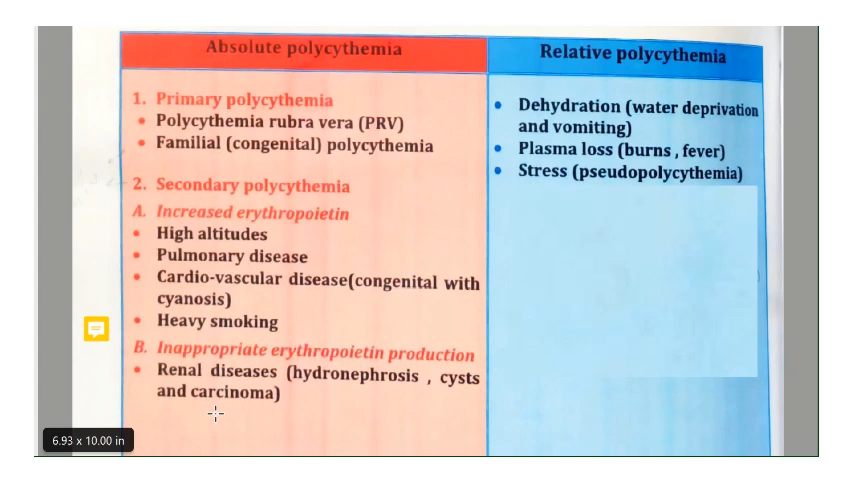 Absolute polycythemia
1. Primary polycythemia
• Polycythemia rubra vera (PRV)
• Familial (congenital) polycythemia
2. Secondary polycythemia
A. Increased erythropoietin
• High altitudes
• Pulmonary disease
• Cardio-vascular disease(congenital with
cyanosis)
• Heavy smoking
B. Inappropriate erythropoietin production
• Renal diseases (hydronephrosis , cysts
and carcinoma)
Relative polycythemia
• Dehydration (water deprivation
and vomiting)
• Plasma loss (burns , fever)
• Stress (pseudopolycythemia)
6.93 x 10.00 in